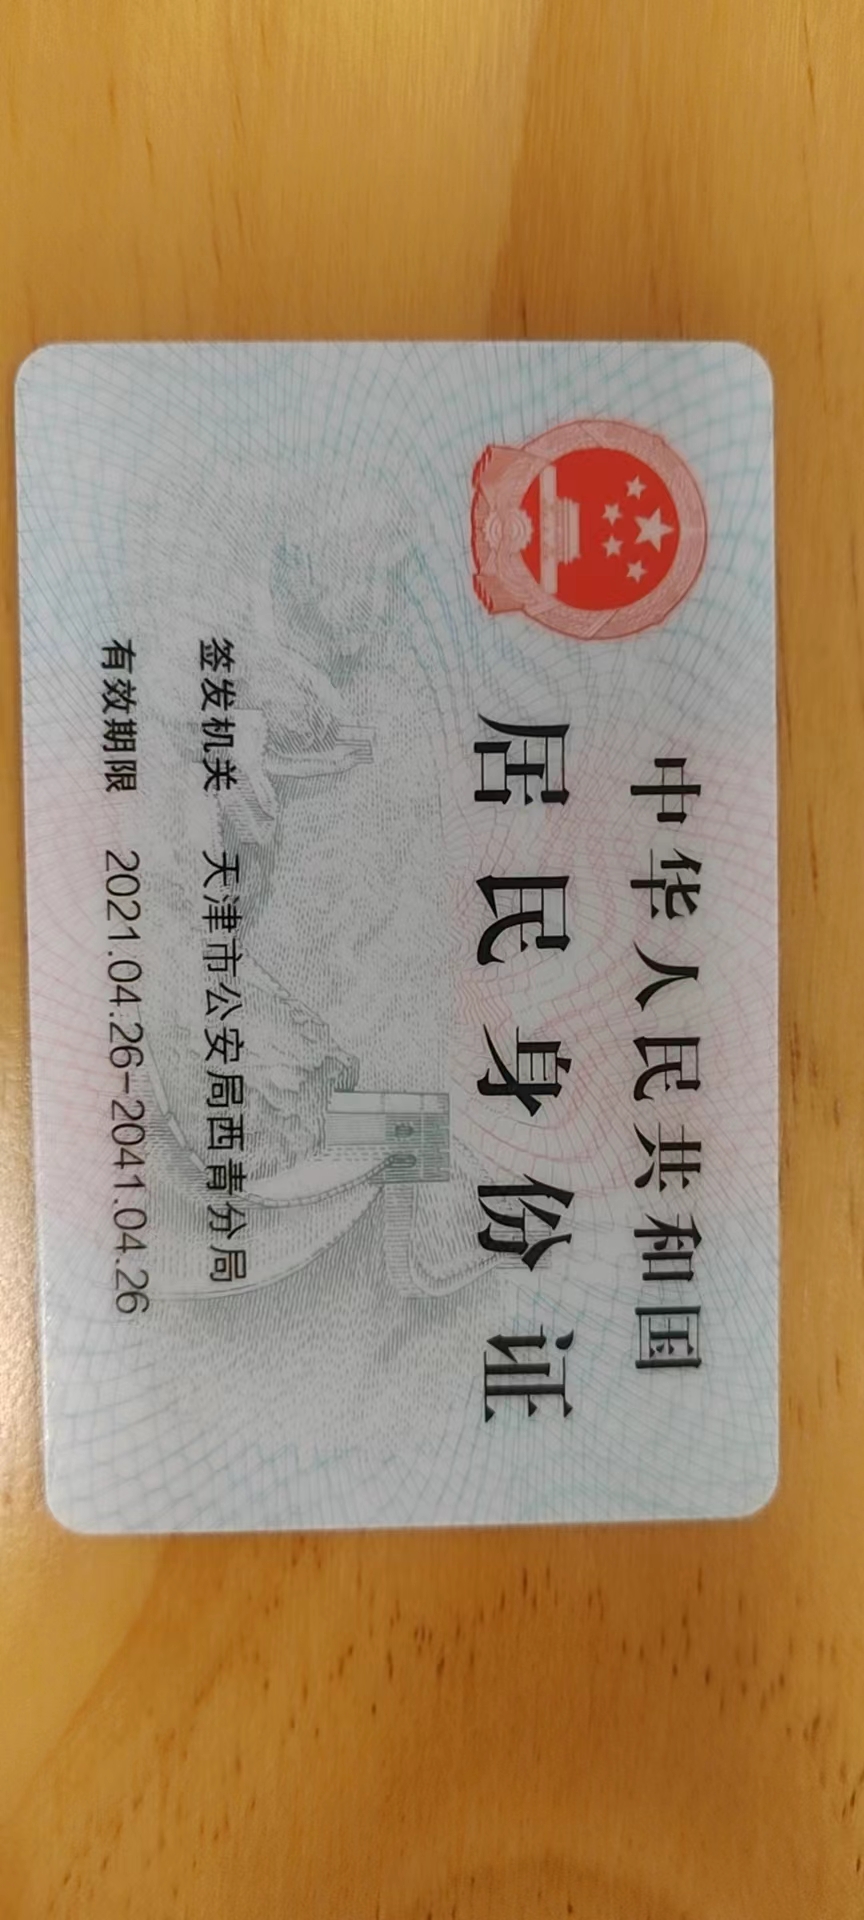 中华人民共和国
居民身份证
签发机关 天津市公安局西青分局
有效期限 2021.04.26-2041.04.26